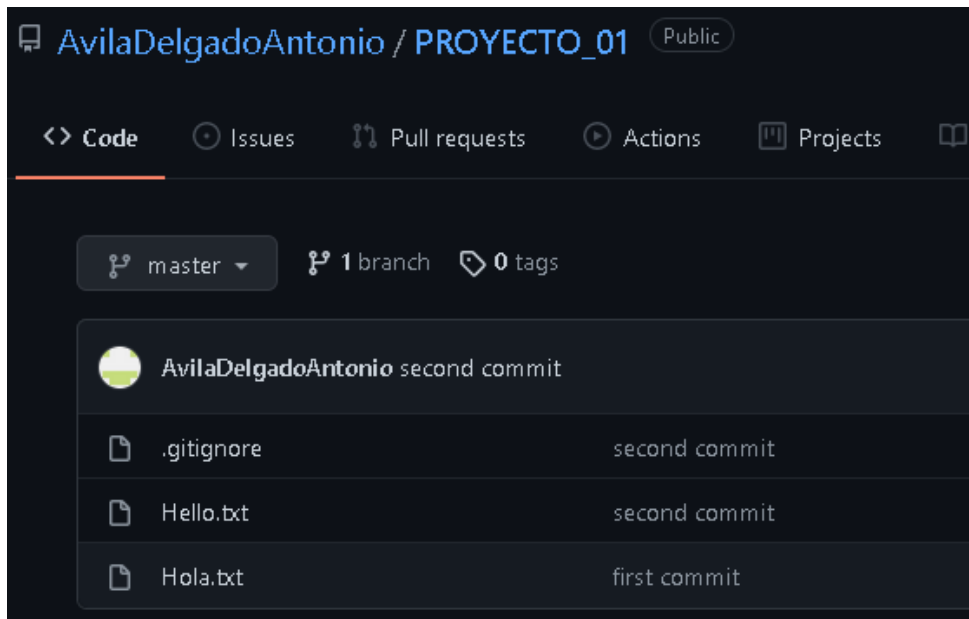 AvilaDelgadoAntonio / PROYECTO_01 Public
<> Code Issues Pull requests Actions Projects
master 1 branch 0 tags
AvilaDelgadoAntonio second commit
.gitignore second commit
Hello.txt second commit
Hola.txt first commit